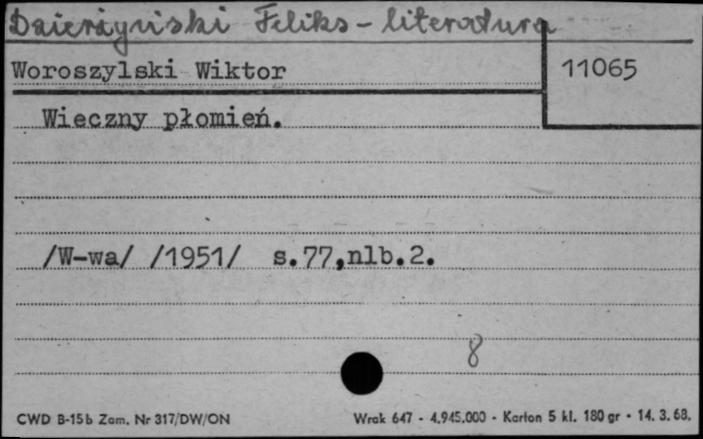 Dzierżyński Feliks - literatura
Woroszylski Wiktor
11065
Wieczny płomień.
/W-wa/ /1951/ s.77,nlb.2.
8
CWD B-15b Zam. Nr 317/DW/ON
Wrak 647 - 4.945.000 - Karton 5 kl. 180 gr - 14. 3. 68.